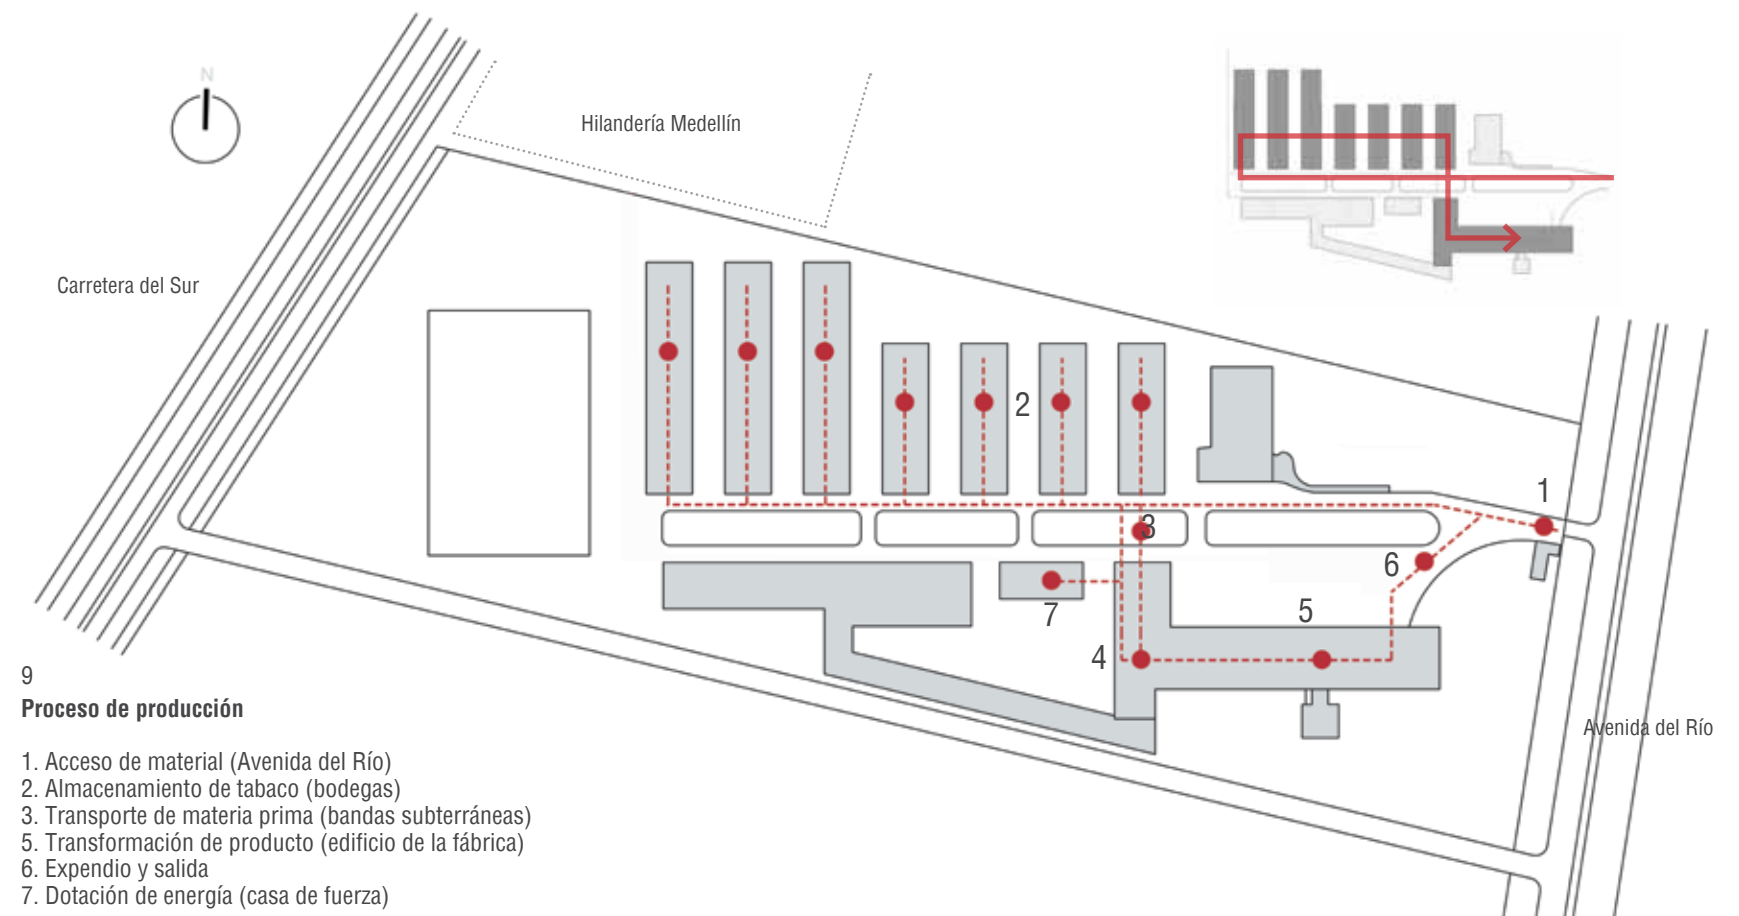 N
Hilandería Medellín
Carretera del Sur
2
1
3
6
7
5
4
Avenida del Río
9
Proceso de producción
1. Acceso de material (Avenida del Río)
2. Almacenamiento de tabaco (bodegas)
3. Transporte de materia prima (bandas subterráneas)
5. Transformación de producto (edificio de la fábrica)
6. Expendio y salida
7. Dotación de energía (casa de fuerza)